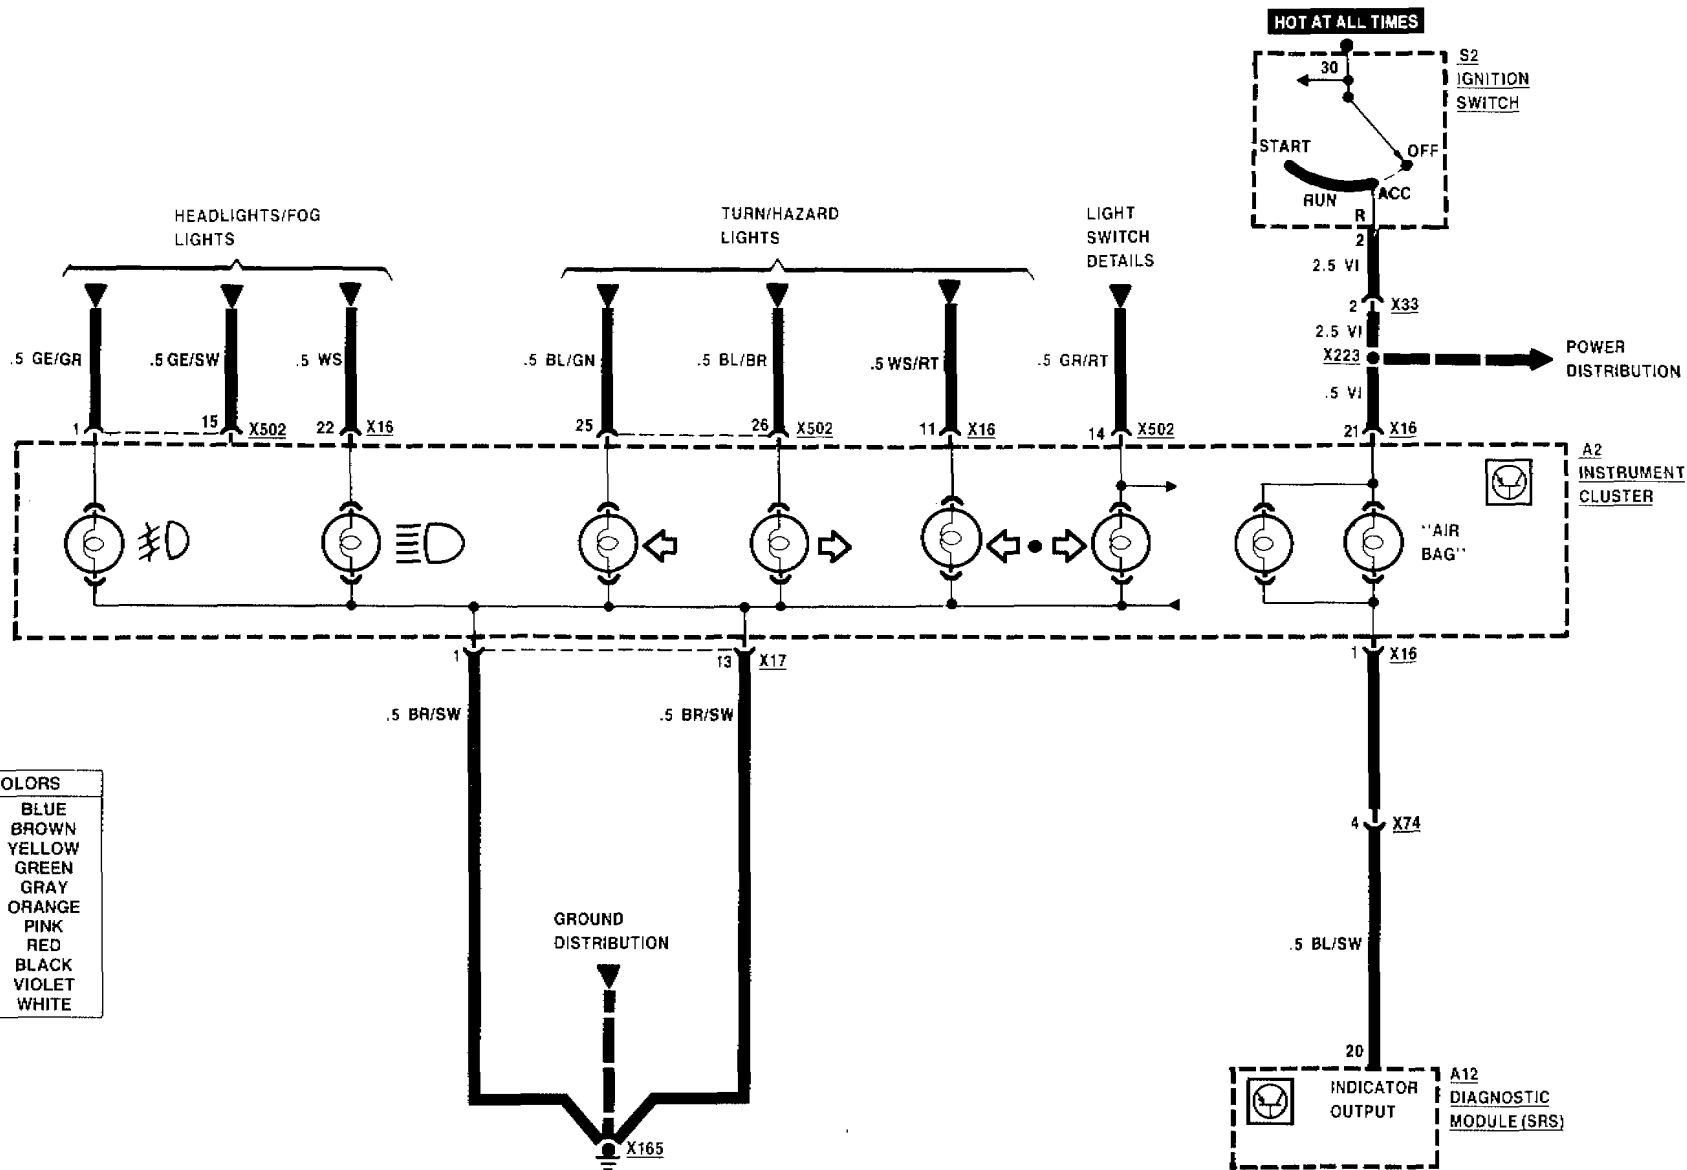 HOT AT ALL TIMES
30
S2
IGNITION
SWITCH
START
OFF
RUN
ACC
R
2
2.5 VI
2
X33
2.5 VI
X223
POWER
DISTRIBUTION
.5 VI
21
X16
HEADLIGHTS/FOG
LIGHTS
TURN/HAZARD
LIGHTS
LIGHT
SWITCH
DETAILS
.5 GE/GR
.5 GE/SW
.5 WS
.5 BL/GN
.5 BL/BR
.5 WS/RT
.5 GR/RT
1
15
X502
22
X16
25
26
X502
11
X16
14
X502
A2
INSTRUMENT
CLUSTER
"AIR
BAG"
1
13
X17
1
X16
.5 BR/SW
.5 BR/SW
OLORS
BLUE
BROWN
YELLOW
GREEN
GRAY
ORANGE
PINK
RED
BLACK
VIOLET
WHITE
4
X74
GROUND
DISTRIBUTION
.5 BL/SW
20
X165
INDICATOR
OUTPUT
A12
DIAGNOSTIC
MODULE (SRS)